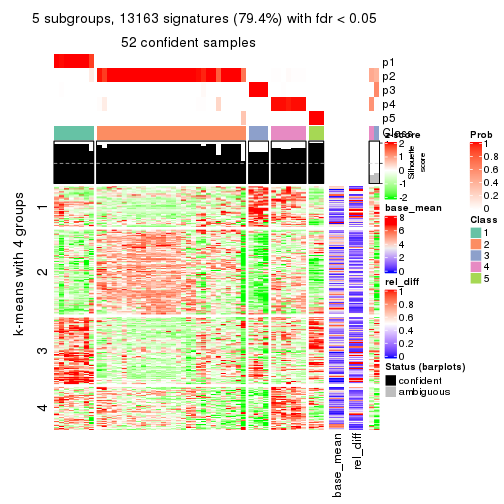 5 subgroups, 13163 signatures (79.4%) with fdr < 0.05
52 confident samples
p1
p2
p3
p4
p5
Class
Silhouette
score
z-score
2
1
0
-1
-2
base_mean
8
6
4
2
0
rel_diff
1
0.8
0.6
0.4
0.2
0
Status (barplots)
confident
ambiguous
Prob
1
0.8
0.6
0.4
0.2
0
Class
1
2
3
4
5
k-means with 4 groups
1
2
3
4
base_mean
rel_diff